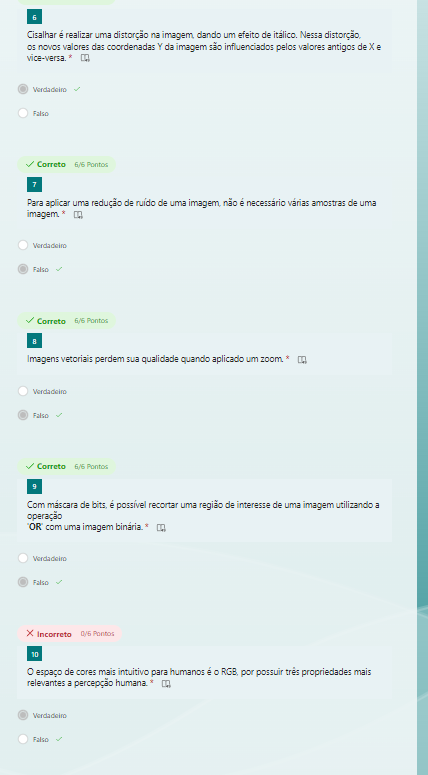 6
Cisalhar é realizar uma distorção na imagem, dando um efeito de itálico. Nessa distorção,
os novos valores das coordenadas Y da imagem são influenciados pelos valores antigos de X e
vice-versa. *
Verdadeiro
Falso
Correto 6/6 Pontos
7
Para aplicar uma redução de ruído de uma imagem, não é necessário várias amostras de uma
imagem. *
Verdadeiro
Falso
Correto 6/6 Pontos
8
Imagens vetoriais perdem sua qualidade quando aplicado um zoom. *
Verdadeiro
Falso
Correto 6/6 Pontos
9
Com máscara de bits, é possível recortar uma região de interesse de uma imagem utilizando a
operação
'OR' com uma imagem binária. *
Verdadeiro
Falso
Incorreto 0/6 Pontos
10
O espaço de cores mais intuitivo para humanos é o RGB, por possuir três propriedades mais
relevantes a percepção humana. *
Verdadeiro
Falso